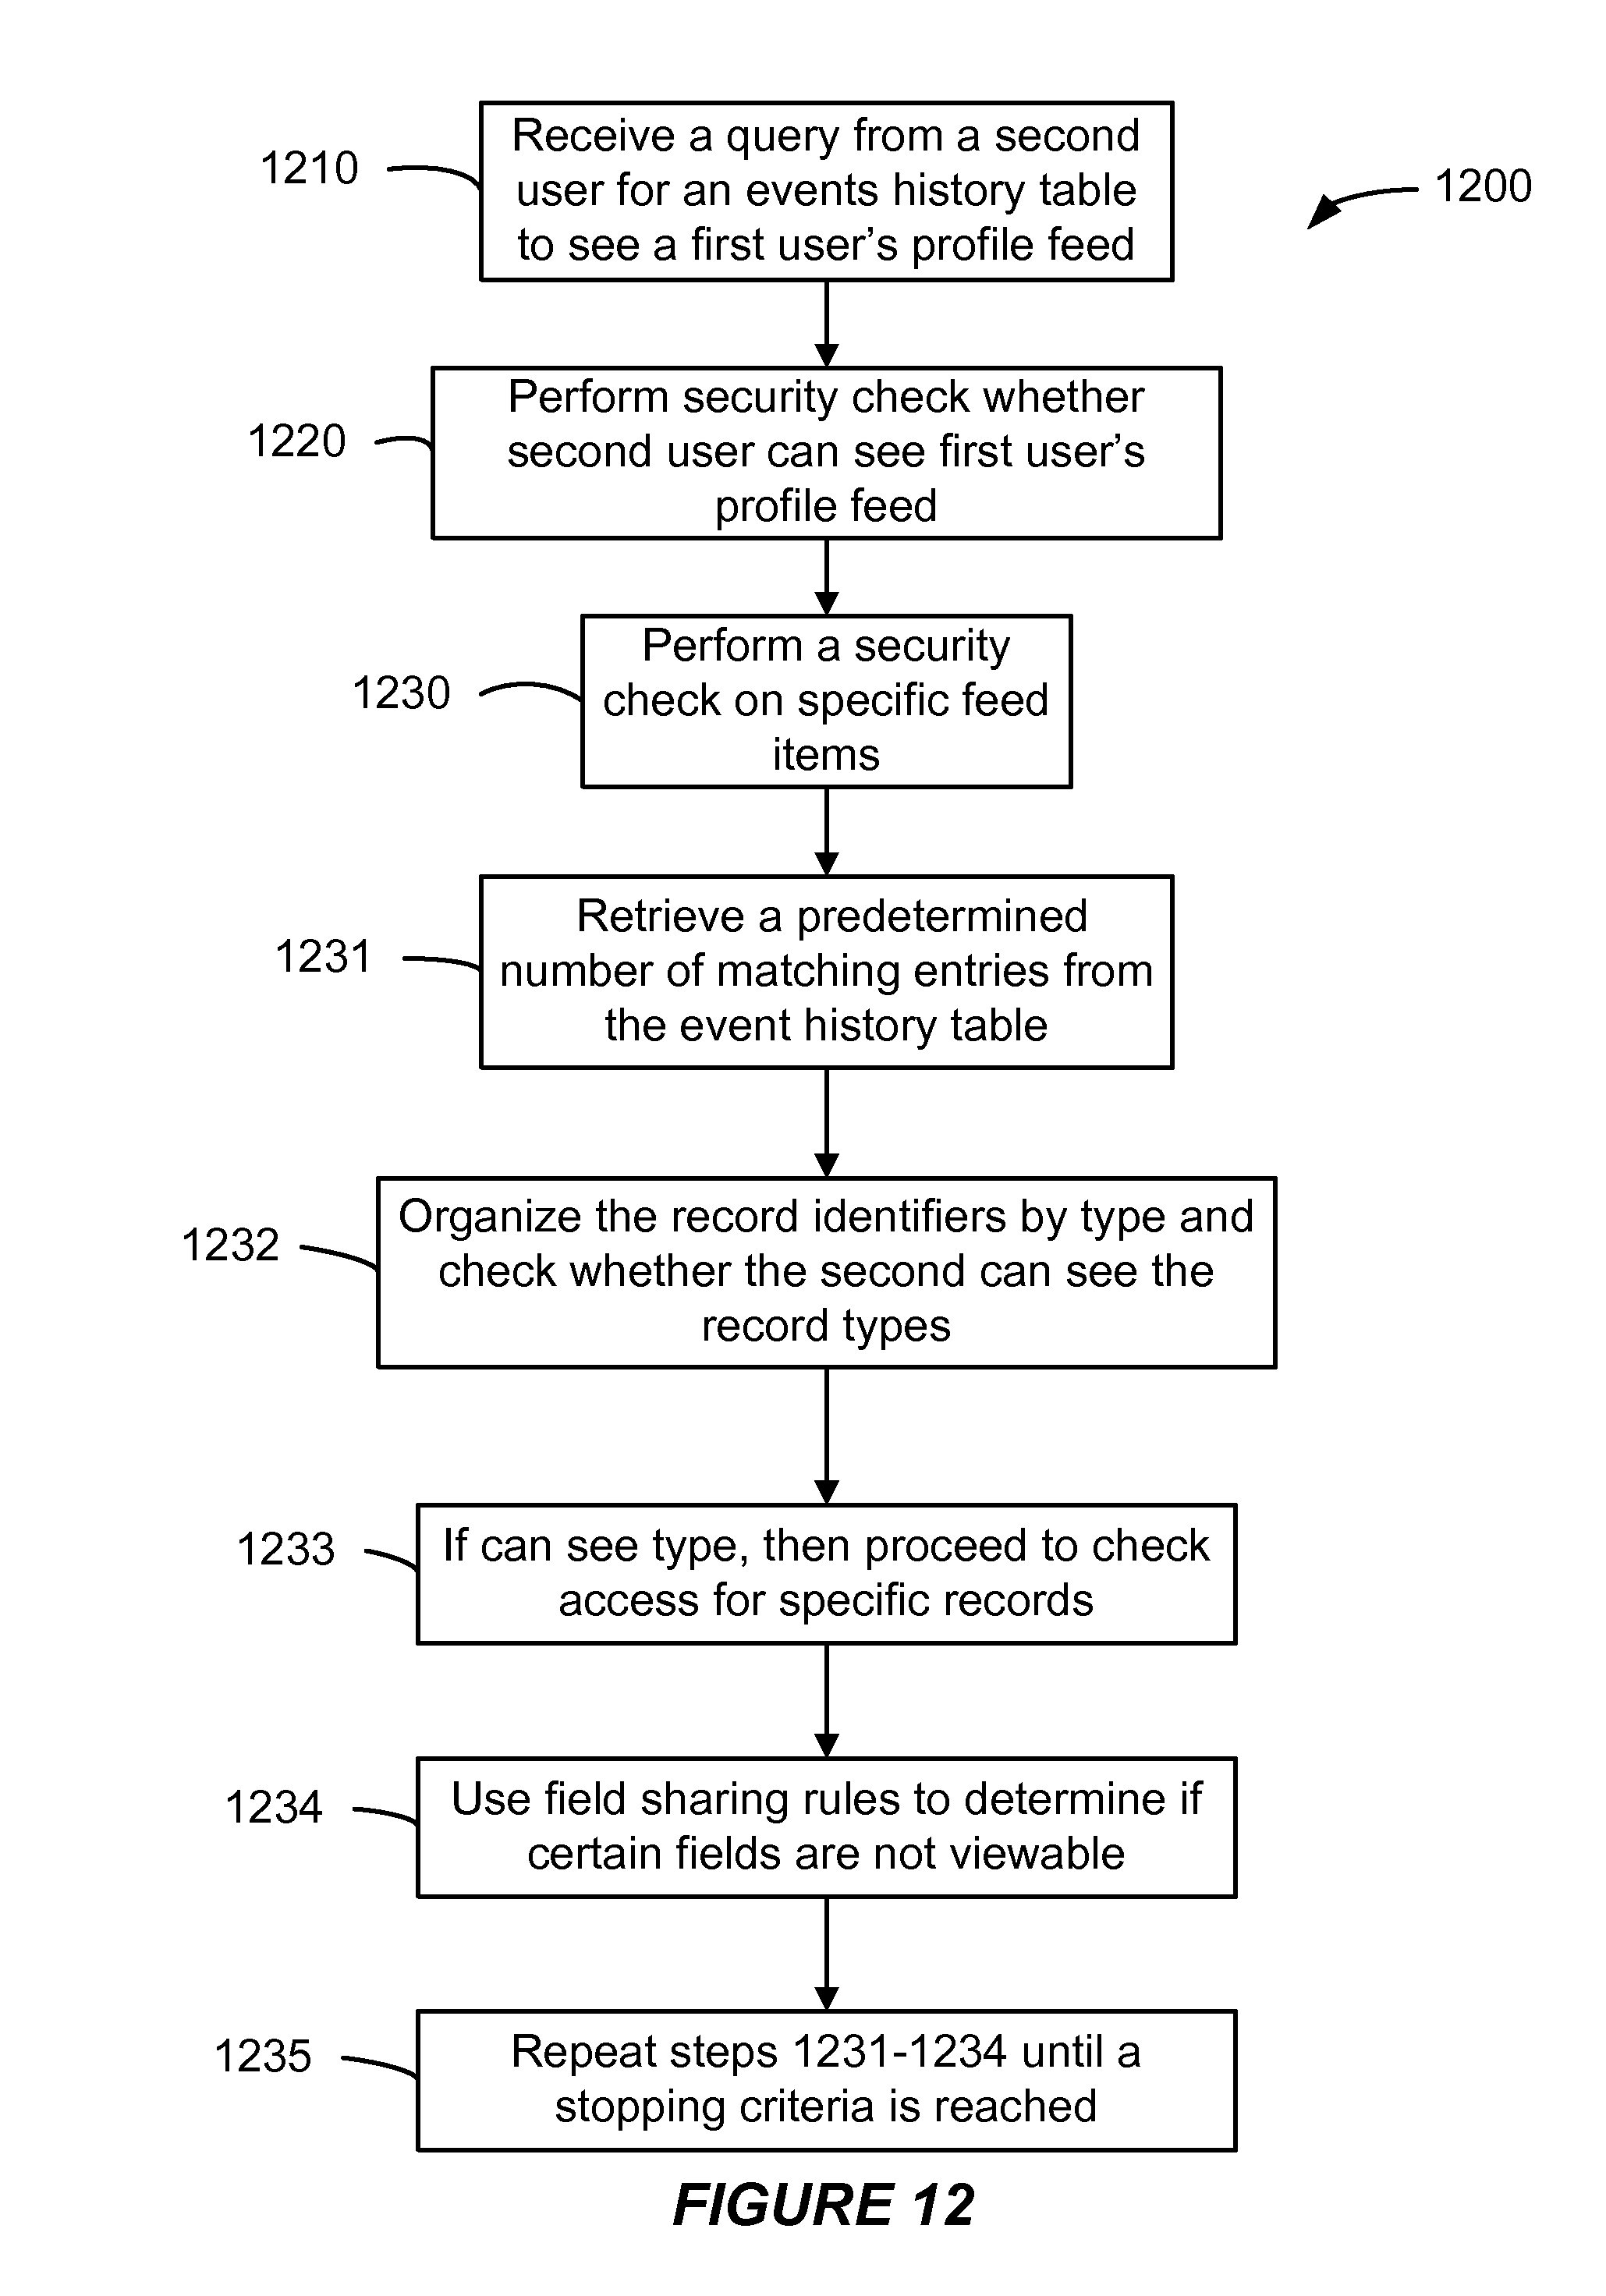 1210
Receive a query from a second
user for an events history table
to see a first user's profile feed
1200
1220
Perform security check whether
second user can see first user's
profile feed
1230
Perform a security
check on specific feed
items
1231
Retrieve a predetermined
number of matching entries from
the event history table
1232
Organize the record identifiers by type and
check whether the second can see the
record types
1233
If can see type, then proceed to check
access for specific records
1234
Use field sharing rules to determine if
certain fields are not viewable
1235
Repeat steps 1231-1234 until a
stopping criteria is reached
FIGURE 12